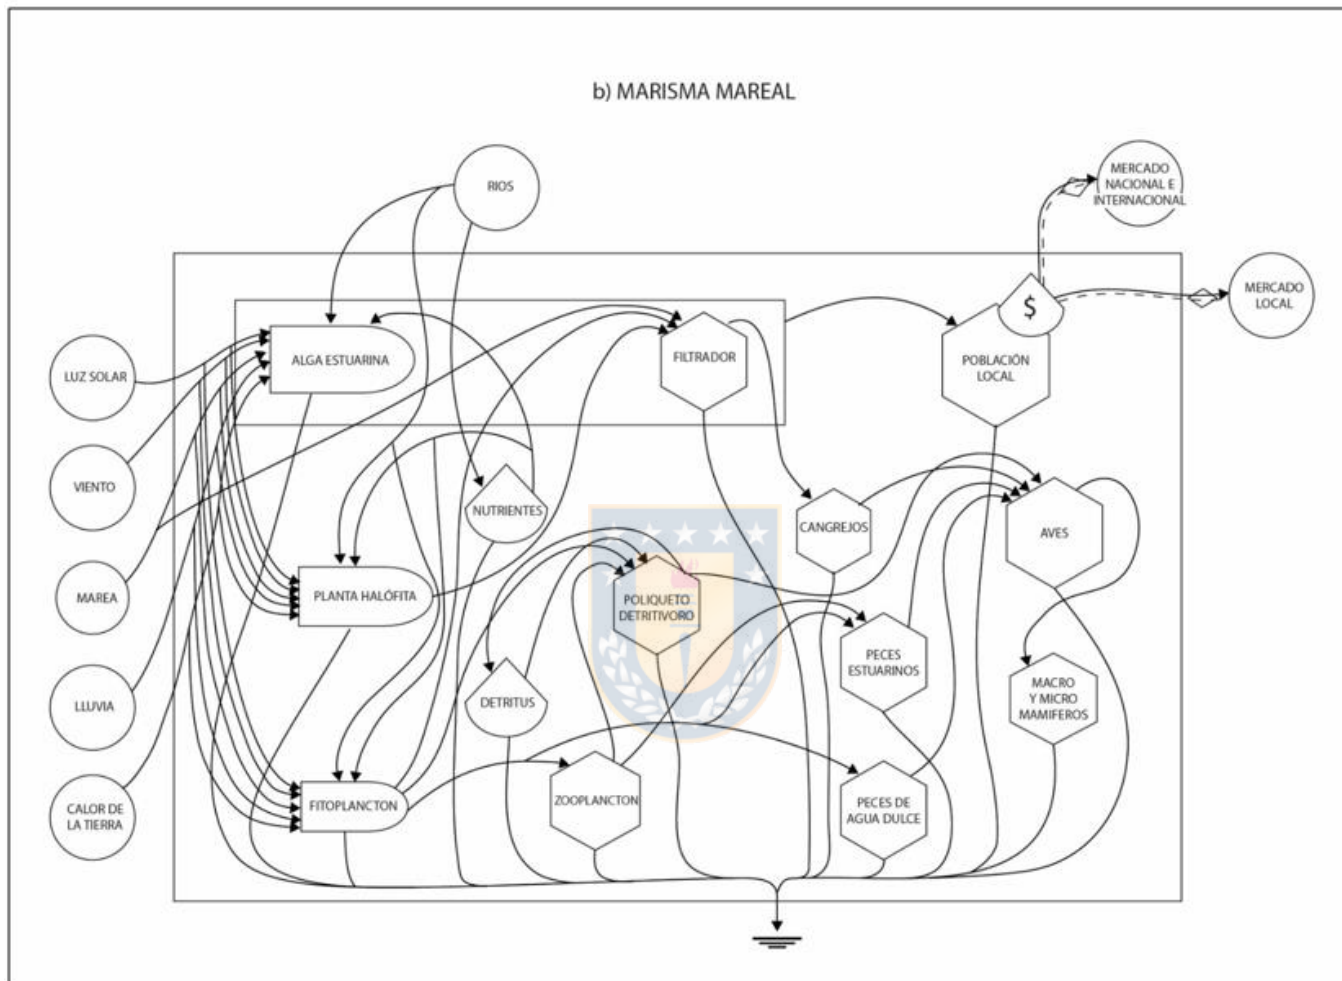 b) MARISMA MAREAL
RIOS
MERCADO
NACIONAL E
INTERNACIONAL
MERCADO
LOCAL
$
LUZ SOLAR
ALGA ESTUARINA
FILTRADOR
POBLACIÓN
LOCAL
VIENTO
NUTRIENTES
CANGREJOS
AVES
MAREA
PLANTA HALÓFITA
POLIQUETO
DETRITIVORO
PECES
ESTUARINOS
LLUVIA
DETRITUS
MACRO
Y MICRO
MAMIFEROS
CALOR DE
LA TIERRA
FITOPLANCTON
ZOOPLANCTON
PECES DE
AGUA DULCE